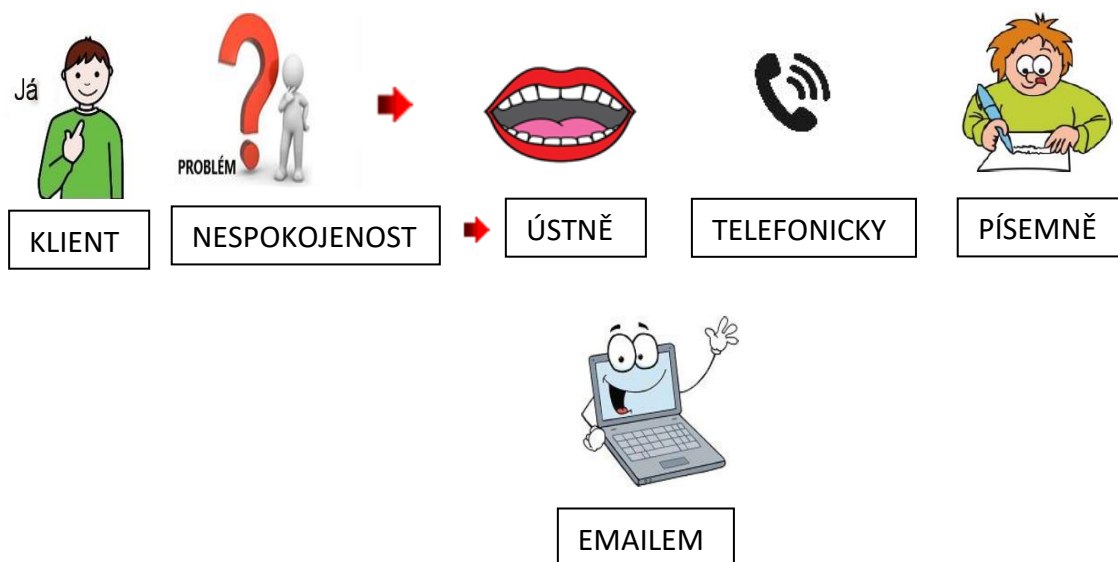 Já
PROBLÉM
KLIENT
NESPOKOJENOST
ÚSTNĚ
TELEFONICKY
PÍSEMNĚ
EMAILEM